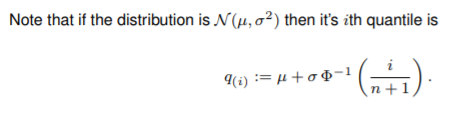 Note that if the distribution is 𝒩(μ, σ²) then it's ith quantile is
q₍ᵢ₎ := μ + σ Φ⁻¹ (i / n + 1).